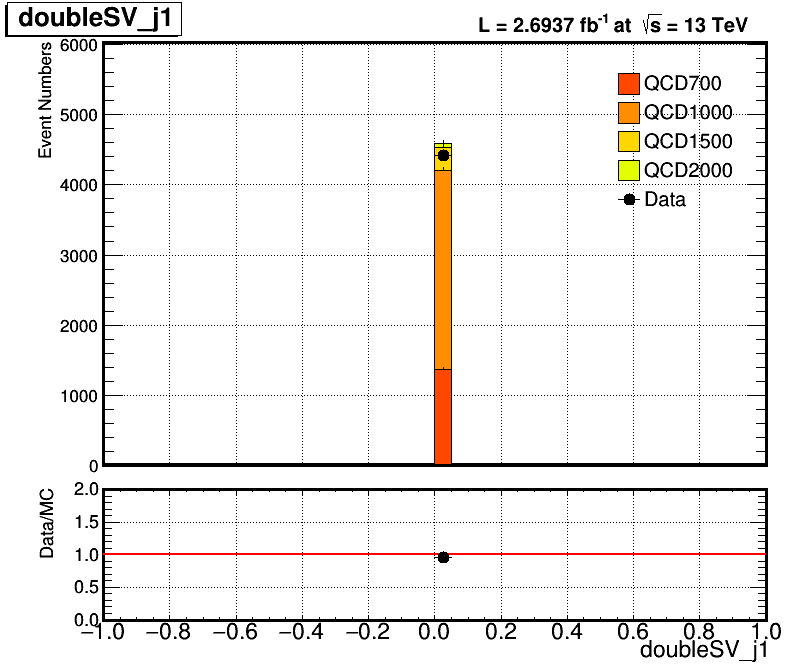 doubleSV_j1
L = 2.6937 fb⁻¹ at √s = 13 TeV
Event Numbers
6000
5000
4000
3000
2000
1000
0
QCD700
QCD1000
QCD1500
QCD2000
Data
Data/MC
2.0
1.5
1.0
0.5
0.0
−1.0 −0.8 −0.6 −0.4 −0.2 0.0 0.2 0.4 0.6 0.8 1.0
doubleSV_j1